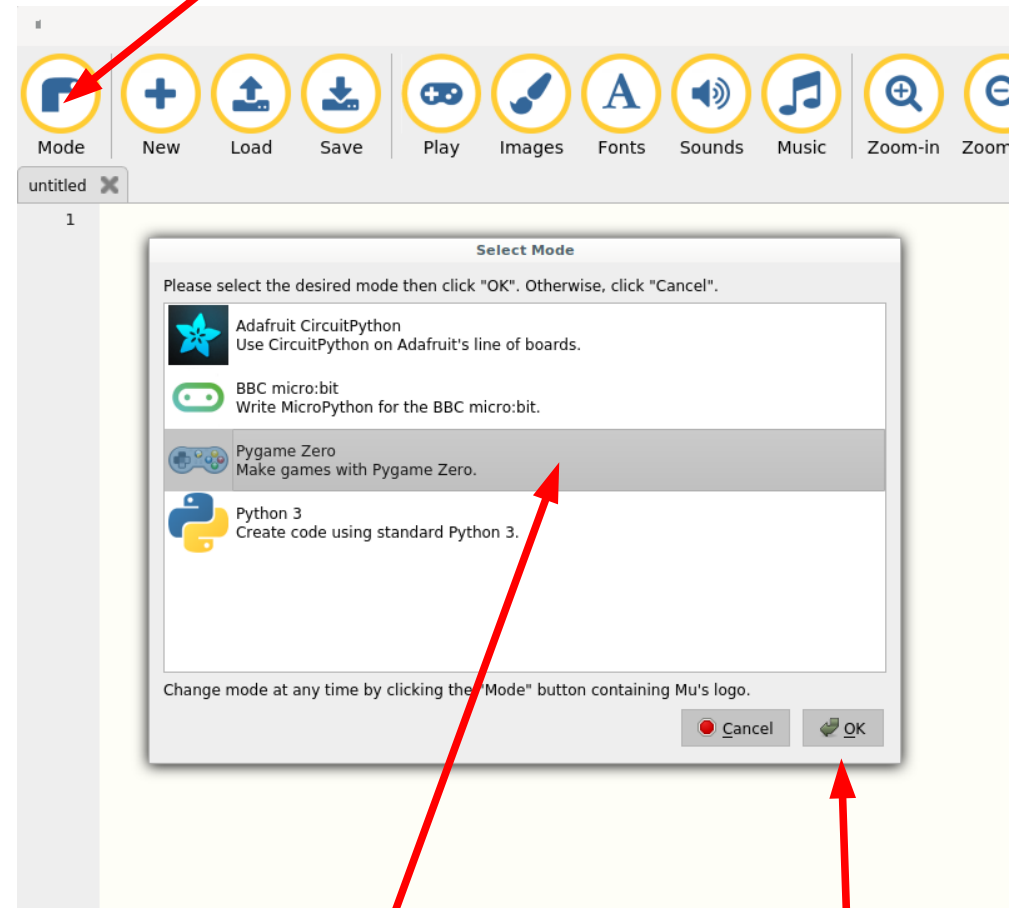 Mode New Load Save Play Images Fonts Sounds Music Zoom-in Zoom
untitled
1
Select Mode
Please select the desired mode then click "OK". Otherwise, click "Cancel".
Adafruit CircuitPython
Use CircuitPython on Adafruit's line of boards.
BBC micro:bit
Write MicroPython for the BBC micro:bit.
Pygame Zero
Make games with Pygame Zero.
Python 3
Create code using standard Python 3.
Change mode at any time by clicking the "Mode" button containing Mu's logo.
Cancel OK